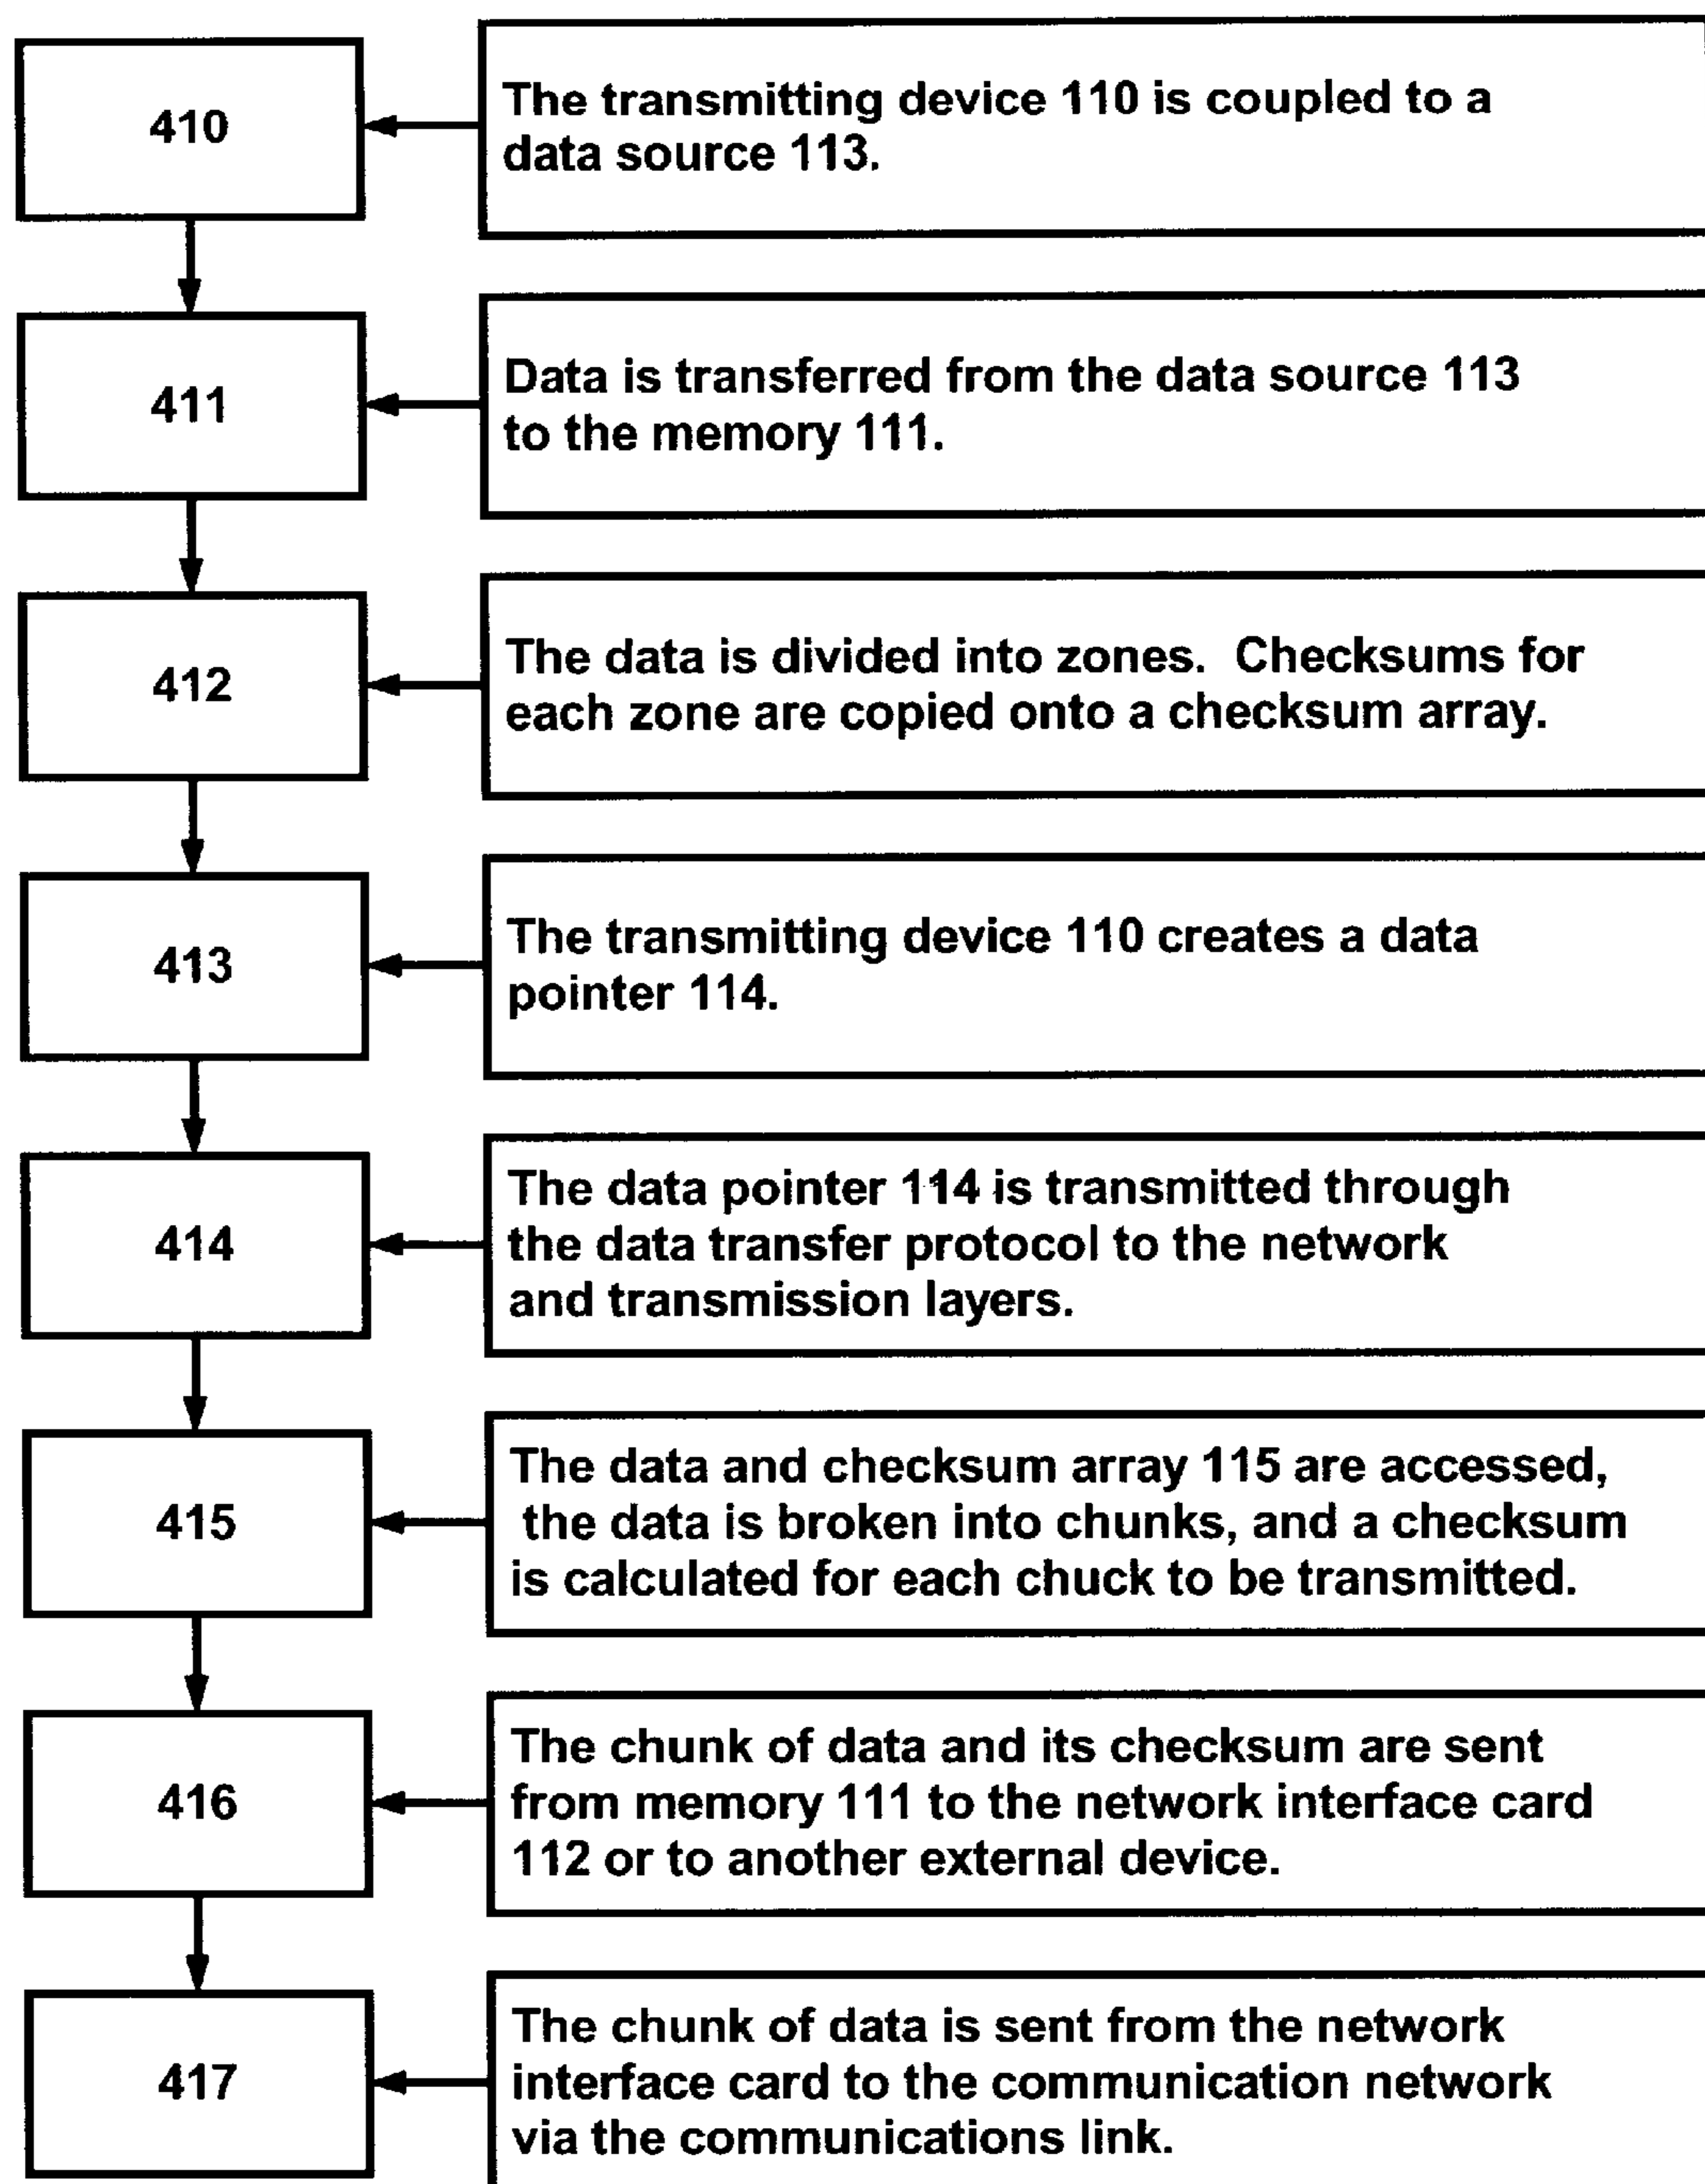 410
The transmitting device 110 is coupled to a
data source 113.
411
Data is transferred from the data source 113
to the memory 111.
412
The data is divided into zones. Checksums for
each zone are copied onto a checksum array.
413
The transmitting device 110 creates a data
pointer 114.
414
The data pointer 114 is transmitted through
the data transfer protocol to the network
and transmission layers.
415
The data and checksum array 115 are accessed,
the data is broken into chunks, and a checksum
is calculated for each chuck to be transmitted.
416
The chunk of data and its checksum are sent
from memory 111 to the network interface card
112 or to another external device.
417
The chunk of data is sent from the network
interface card to the communication network
via the communications link.